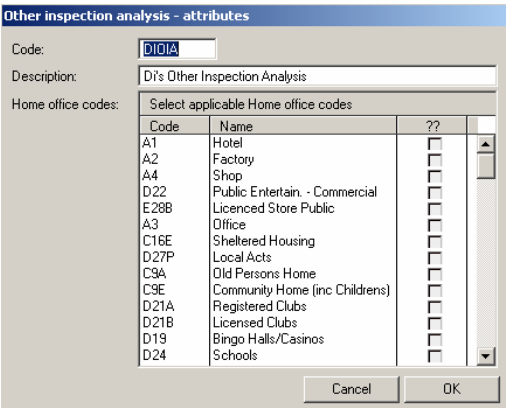 Other inspection analysis - attributes
Code: DIOIA
Description: Di's Other Inspection Analysis
Home office codes: Select applicable Home office codes
Code Name ??
A1 Hotel
A2 Factory
A4 Shop
D22 Public Entertain. - Commercial
E28B Licenced Store Public
A3 Office
C16E Sheltered Housing
D27P Local Acts
C9A Old Persons Home
C9E Community Home (inc Childrens)
D21A Registered Clubs
D21B Licensed Clubs
D19 Bingo Halls/Casinos
D24 Schools
Cancel OK